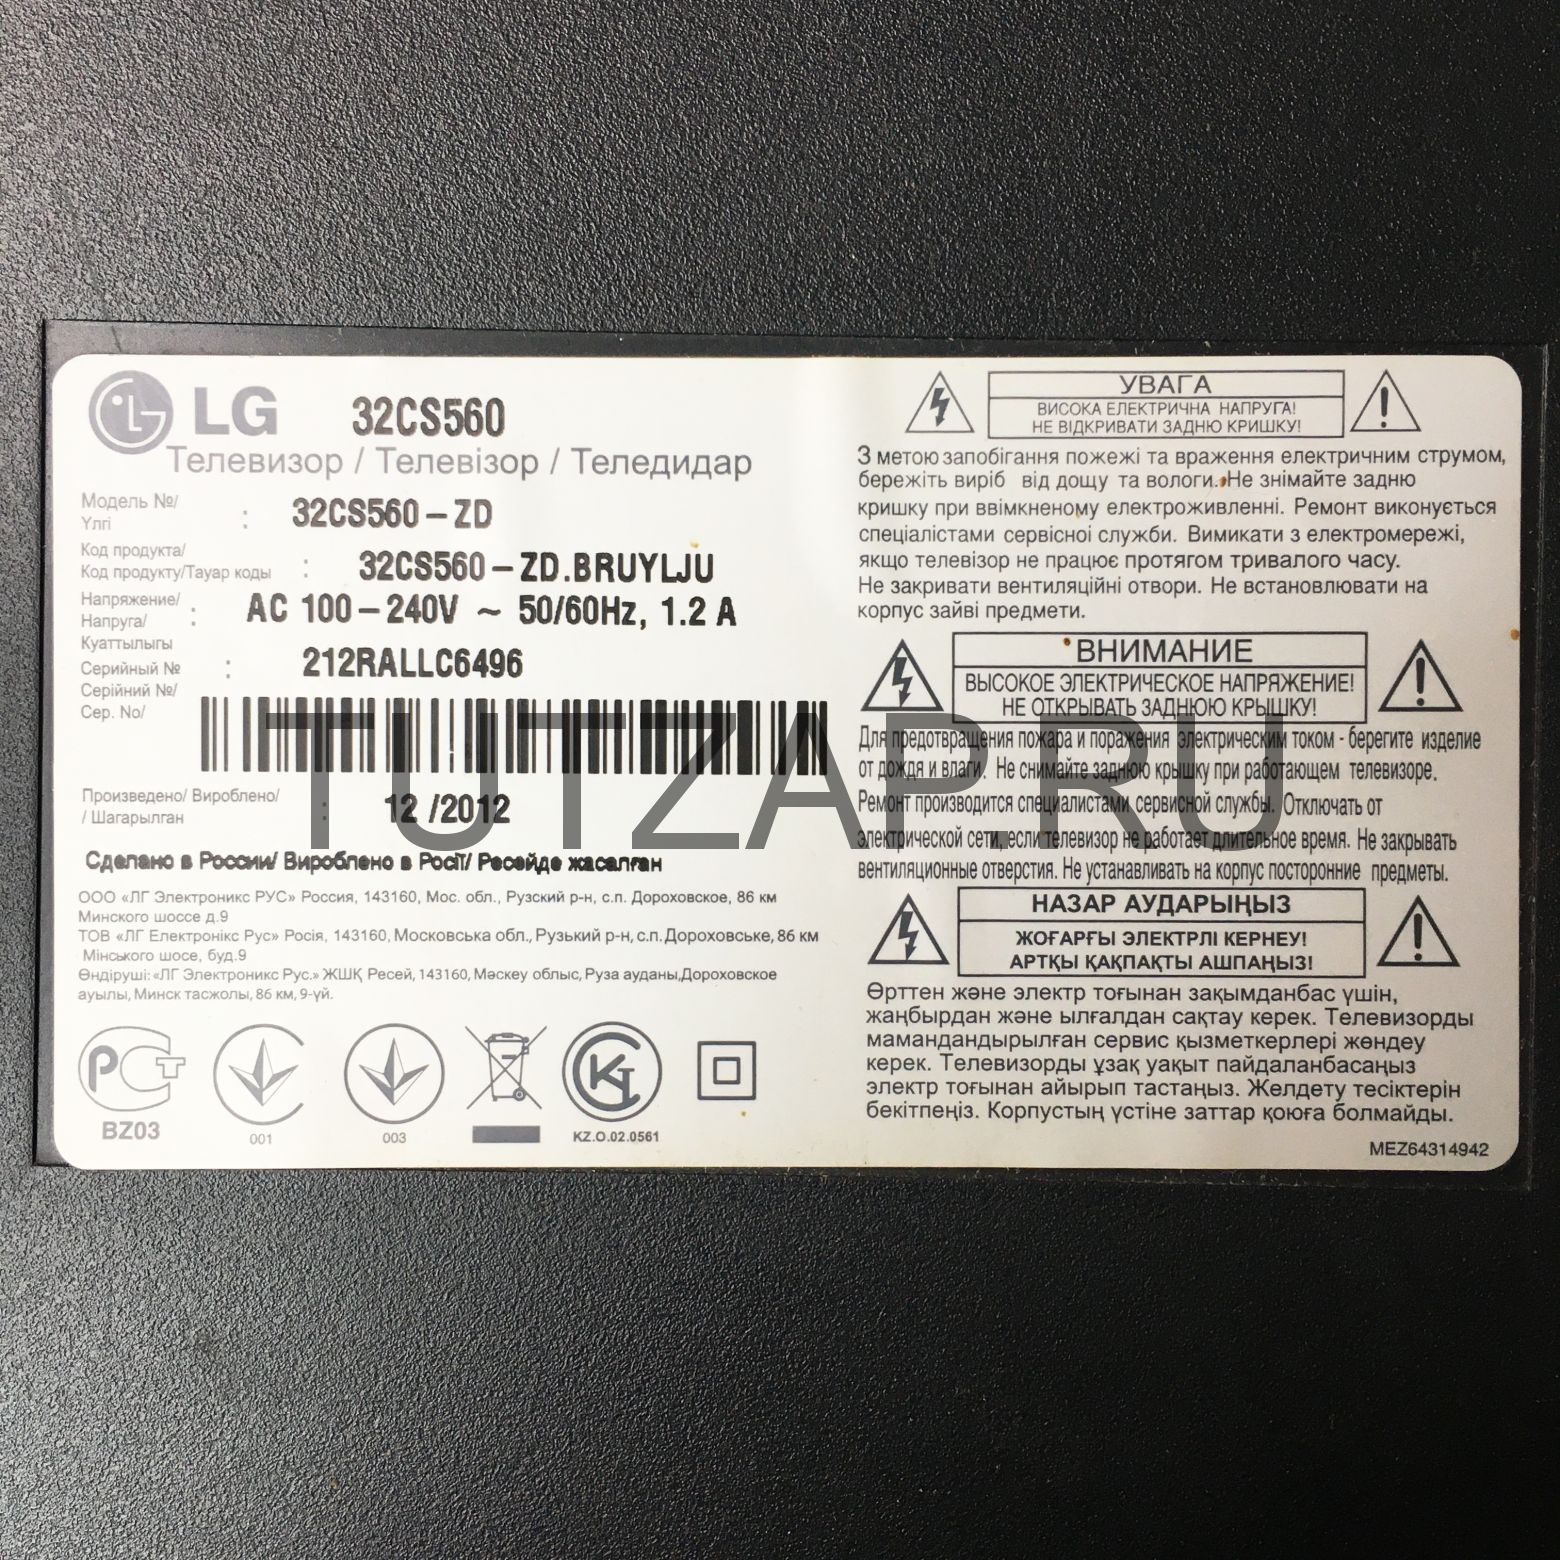 LG 32CS560
Телевизор / Телевізор / Теледидар
Модель №/
Үлгі : 32CS560-ZD
Код продукта/
Код продукту/Тауар коды : 32CS560-ZD.BRUYLJU
Напряжение/
Напруга/ : AC 100-240V ~ 50/60Hz, 1.2 A
Куаттылыгы
Серийный № : 212RALLC6496
Серійний №/
Сер. No/
Произведено/ Вироблено/
/ Шагарылган : 12 /2012
Сделано в России/ Вироблено в Росії/ Ресейде жасалған
ООО «ЛГ Электроникс РУС» Россия, 143160, Мос. обл., Рузский р-н, с.п. Дороховское, 86 км
Минского шоссе д.9
ТОВ «ЛГ Електронікс Рус» Росія, 143160, Московська обл., Рузький р-н, с.п. Дороховське, 86 км
Мінського шосе, буд.9
Өндіруші: «ЛГ Электроникс Рус.» ЖШҚ Ресей, 143160, Мәскеу облыс, Руза ауданы,Дороховское
ауылы, Минск тасжолы, 86 км, 9-үй.
BZ03
001
003
KZ.O.02.0561
УВАГА
ВИСОКА ЕЛЕКТРИЧНА НАПРУГА!
НЕ ВІДКРИВАТИ ЗАДНЮ КРИШКУ!
З метою запобігання пожежі та враження електричним струмом,
бережіть виріб від дощу та вологи. Не знімайте задню
кришку при ввімкненому електроживленні. Ремонт виконується
спеціалістами сервісної служби. Вимикати з електромережі,
якщо телевізор не працює протягом тривалого часу.
Не закривати вентиляційні отвори. Не встановлювати на
корпус зайві предмети.
ВНИМАНИЕ
ВЫСОКОЕ ЭЛЕКТРИЧЕСКОЕ НАПРЯЖЕНИЕ!
НЕ ОТКРЫВАТЬ ЗАДНЮЮ КРЫШКУ!
Для предотвращения пожара и поражения электрическим током - берегите изделие
от дождя и влаги. Не снимайте заднюю крышку при работающем телевизоре.
Ремонт производится специалистами сервисной службы. Отключать от
электрической сети, если телевизор не работает длительное время. Не закрывать
вентиляционные отверстия. Не устанавливать на корпус посторонние предметы.
НАЗАР АУДАРЫҢЫЗ
ЖОҒАРҒЫ ЭЛЕКТРЛІ КЕРНЕУ!
АРТҚЫ ҚАҚПАҚТЫ АШПАҢЫЗ!
Өрттен және электр тоғынан зақымданбас үшін,
жаңбырдан және ылғалдан сақтау керек. Телевизорды
мамандандырылған сервис қызметкерлері жөндеу
керек. Телевизорды ұзақ уақыт пайдаланбасаңыз
электр тоғынан айырып тастаңыз. Желдету тесіктерін
бекітпеңіз. Корпустың үстіне заттар қоюға болмайды.
MEZ64314942
TUTZAP.RU